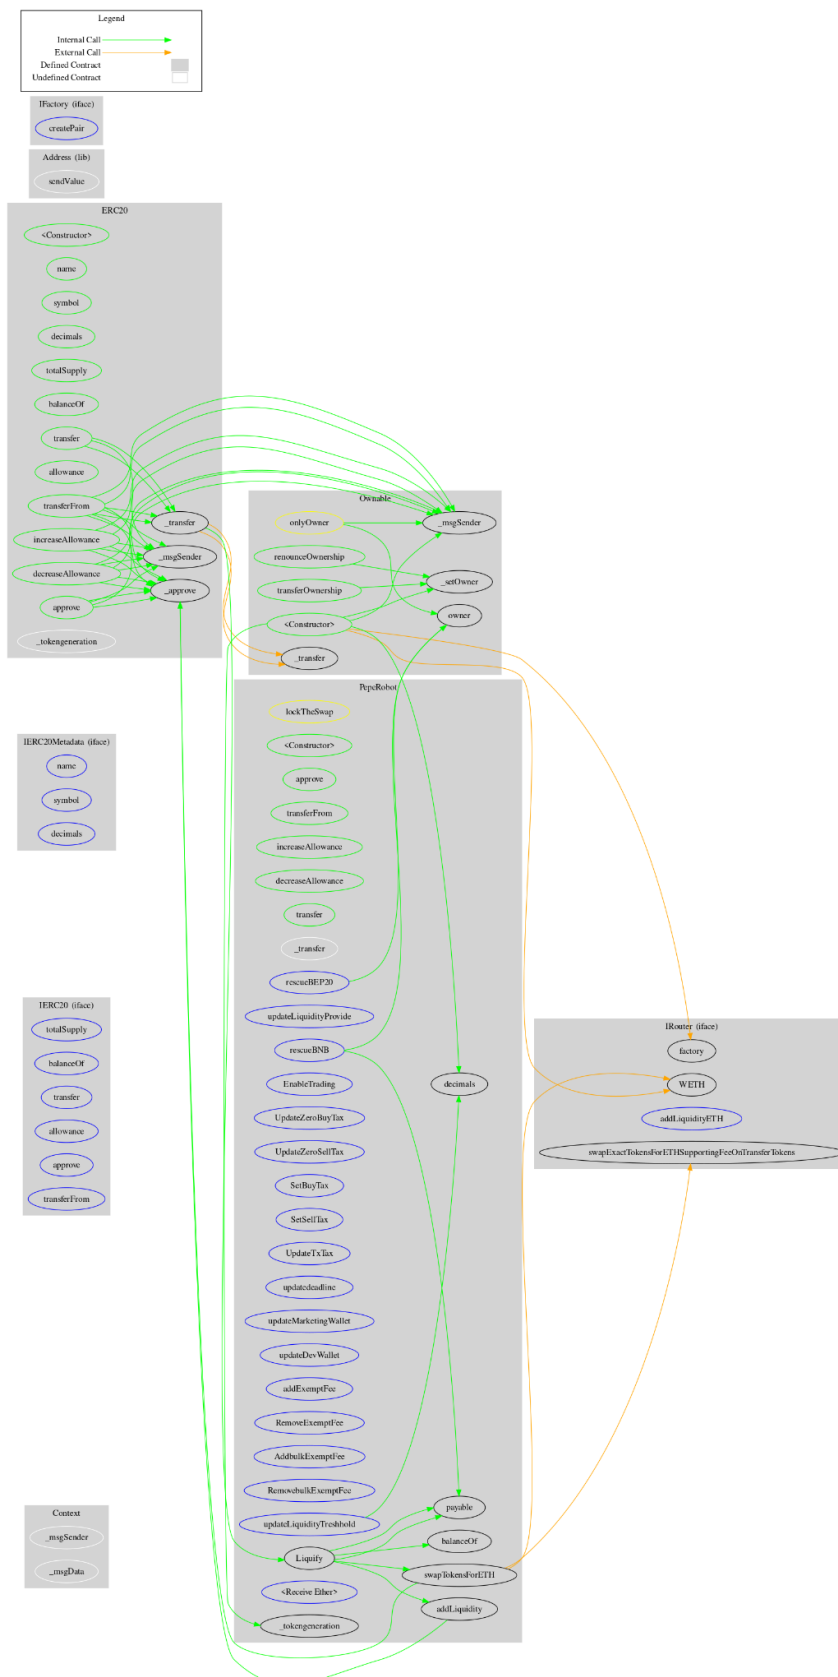 Legend
Internal Call
External Call
Defined Contract
Undefined Contract
IFactory (iface)
createPair
Address (lib)
sendValue
ERC20
<Constructor>
name
symbol
decimals
totalSupply
balanceOf
transfer
allowance
transferFrom
increaseAllowance
decreaseAllowance
approve
_tokengeneration
_transfer
_msgSender
_approve
Ownable
onlyOwner
renounceOwnership
transferOwnership
<Constructor>
_transfer
_msgSender
_setOwner
owner
PepeRobot
lockTheSwap
<Constructor>
approve
transferFrom
increaseAllowance
decreaseAllowance
transfer
_transfer
rescueBEP20
updateLiquidityProvide
rescueBNB
EnableTrading
UpdateZeroBuyTax
UpdateZeroSellTax
SetBuyTax
SetSellTax
UpdateTxTax
updatedeadline
updateMarketingWallet
updateDevWallet
addExemptFee
RemoveExemptFee
AddbulkExemptFee
RemovebulkExemptFee
updateLiquidityTreshhold
Liquify
<Receive Ether>
_tokengeneration
decimals
payable
balanceOf
swapTokensForETH
addLiquidity
IERC20Metadata (iface)
name
symbol
decimals
IERC20 (iface)
totalSupply
balanceOf
transfer
allowance
approve
transferFrom
IRouter (iface)
factory
WETH
addLiquidityETH
swapExactTokensForETHSupportingFeeOnTransferTokens
Context
_msgSender
_msgData